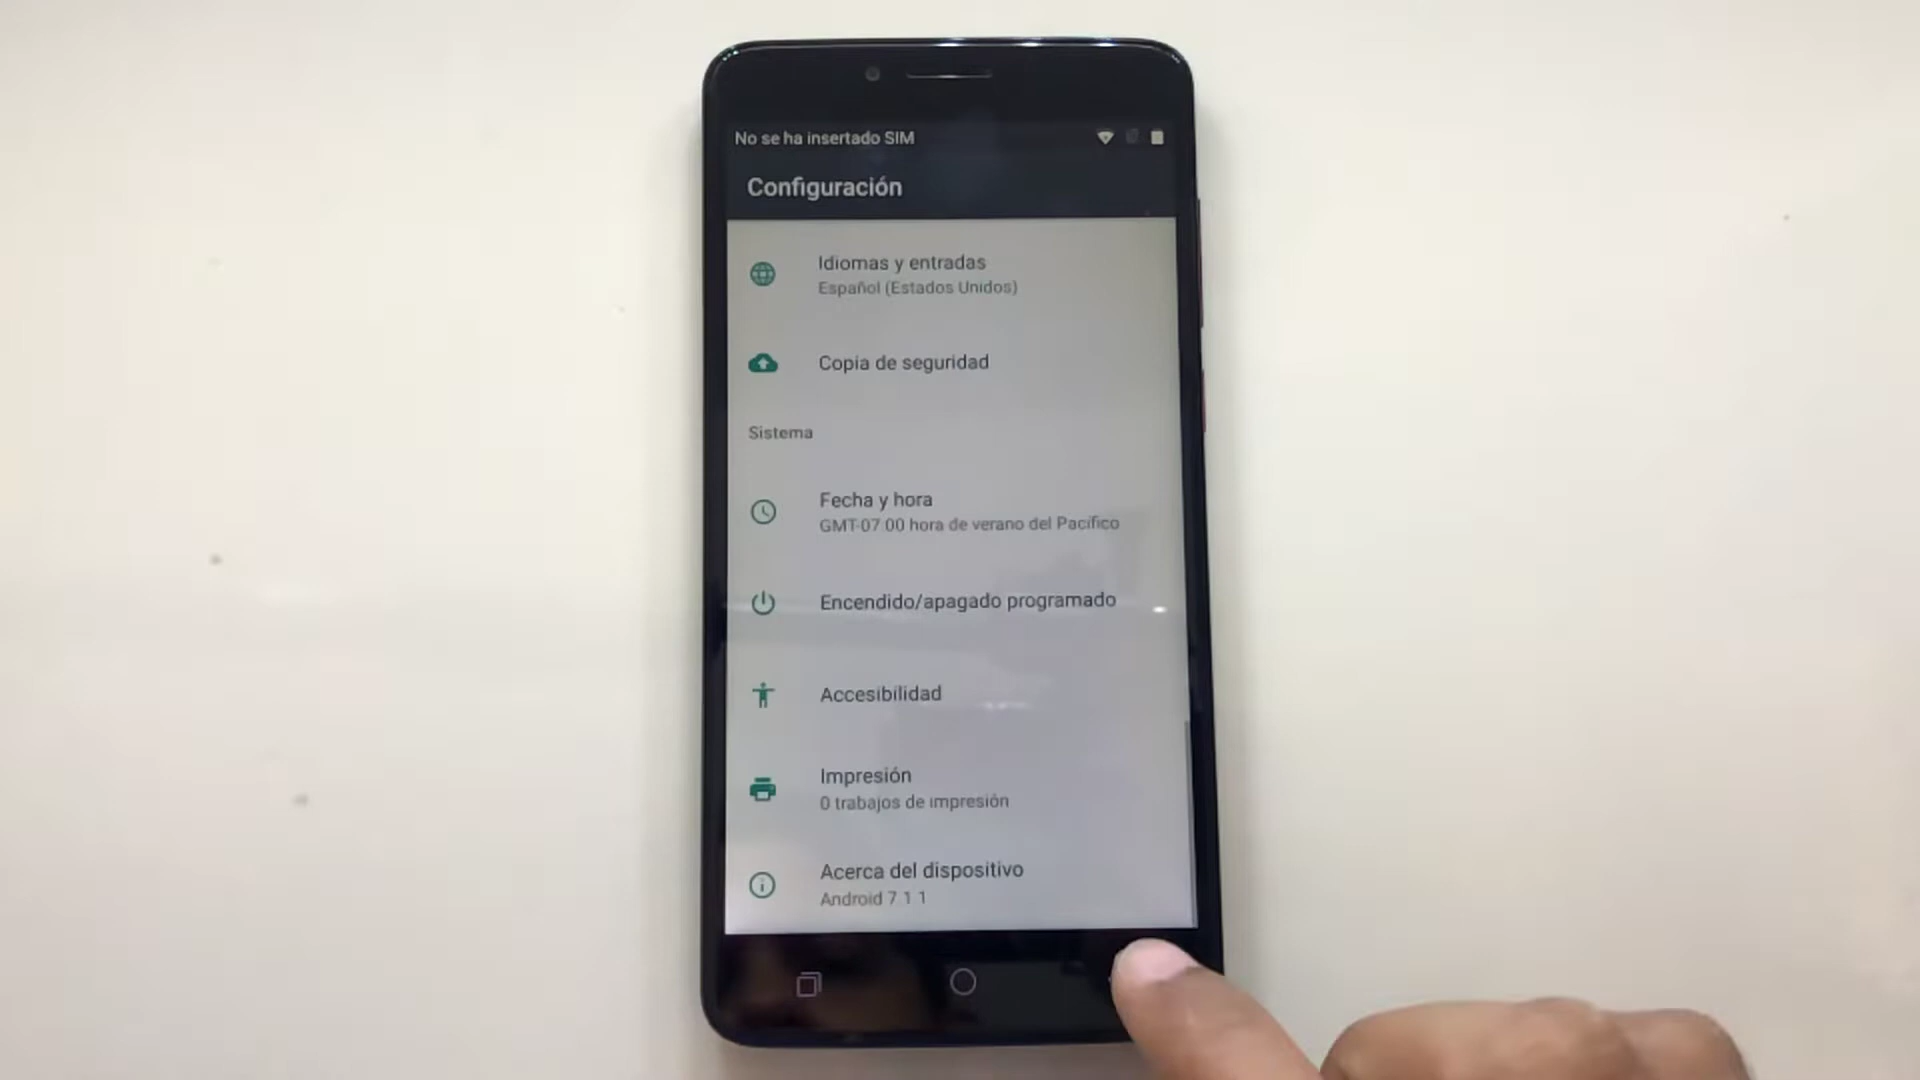 No se ha insertado SIM
Configuración
Idiomas y entradas
Español (Estados Unidos)
Copia de seguridad
Sistema
Fecha y hora
GMT-07:00 hora de verano del Pacífico
Encendido/apagado programado
Accesibilidad
Impresión
0 trabajos de impresión
Acerca del dispositivo
Android 7.1.1